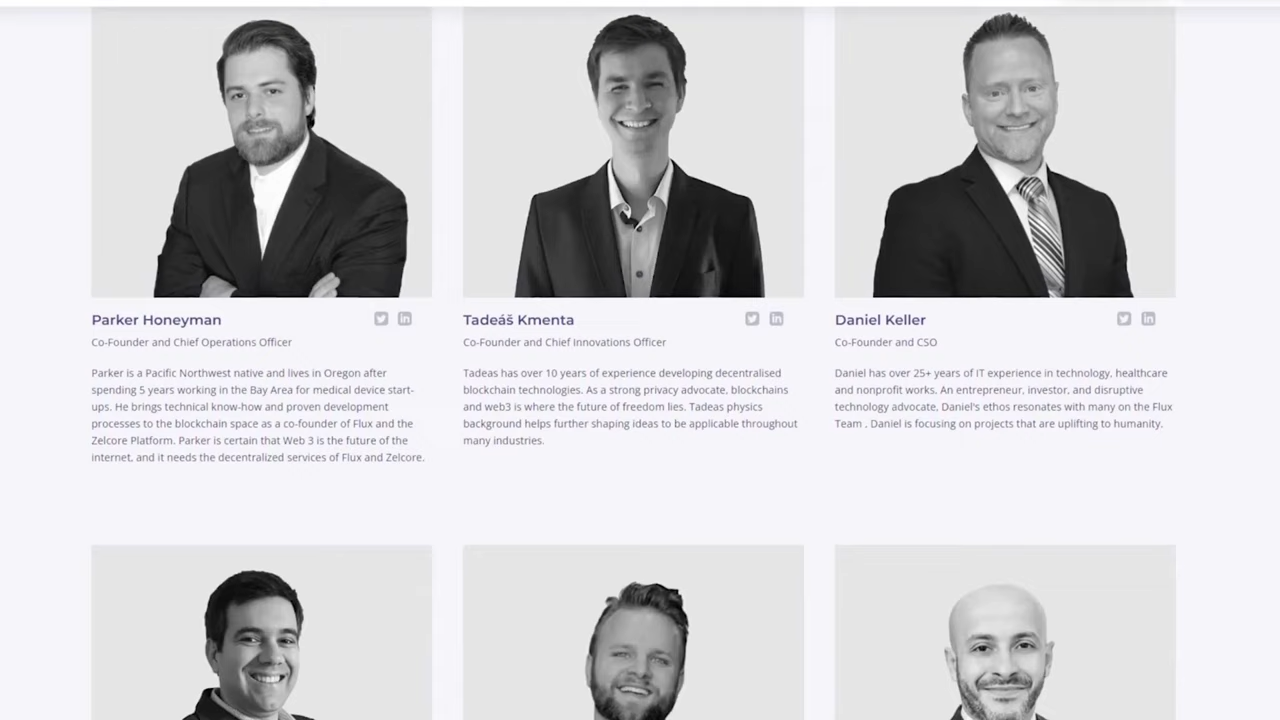 Parker Honeyman
Co-Founder and Chief Operations Officer
Parker is a Pacific Northwest native and lives in Oregon after
spending 5 years working in the Bay Area for medical device start-
ups. He brings technical know-how and proven development
processes to the blockchain space as a co-founder of Flux and the
Zelcore Platform. Parker is certain that Web 3 is the future of the
internet, and it needs the decentralized services of Flux and Zelcore.
Tadeáš Kmenta
Co-Founder and Chief Innovations Officer
Tadeas has over 10 years of experience developing decentralised
blockchain technologies. As a strong privacy advocate, blockchains
and web3 is where the future of freedom lies. Tadeas physics
background helps further shaping ideas to be applicable throughout
many industries.
Daniel Keller
Co-Founder and CSO
Daniel has over 25+ years of IT experience in technology, healthcare
and nonprofit works. An entrepreneur, investor, and disruptive
technology advocate, Daniel's ethos resonates with many on the Flux
Team . Daniel is focusing on projects that are uplifting to humanity.